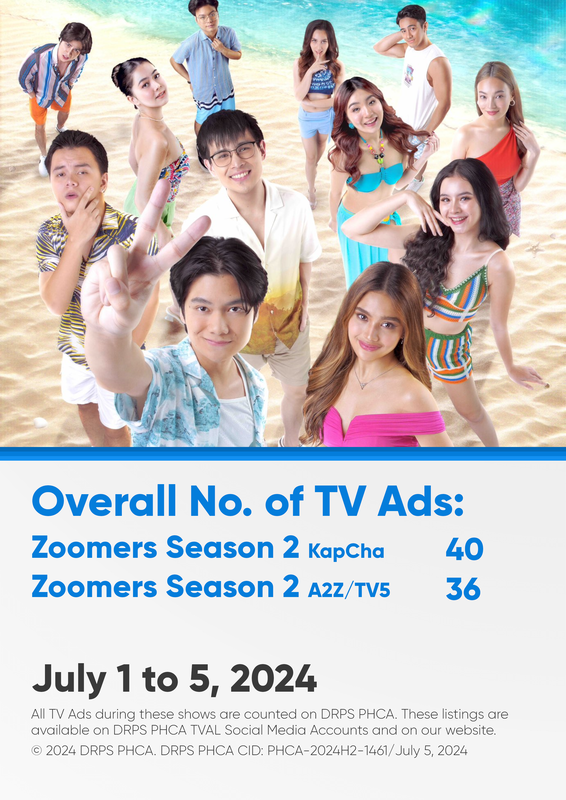 Overall No. of TV Ads:
Zoomers Season 2 KapCha 40
Zoomers Season 2 A2Z/TV5 36
July 1 to 5, 2024
All TV Ads during these shows are counted on DRPS PHCA. These listings are
available on DRPS PHCA TVAL Social Media Accounts and on our website.
© 2024 DRPS PHCA. DRPS PHCA CID: PHCA-2024H2-1461/July 5, 2024